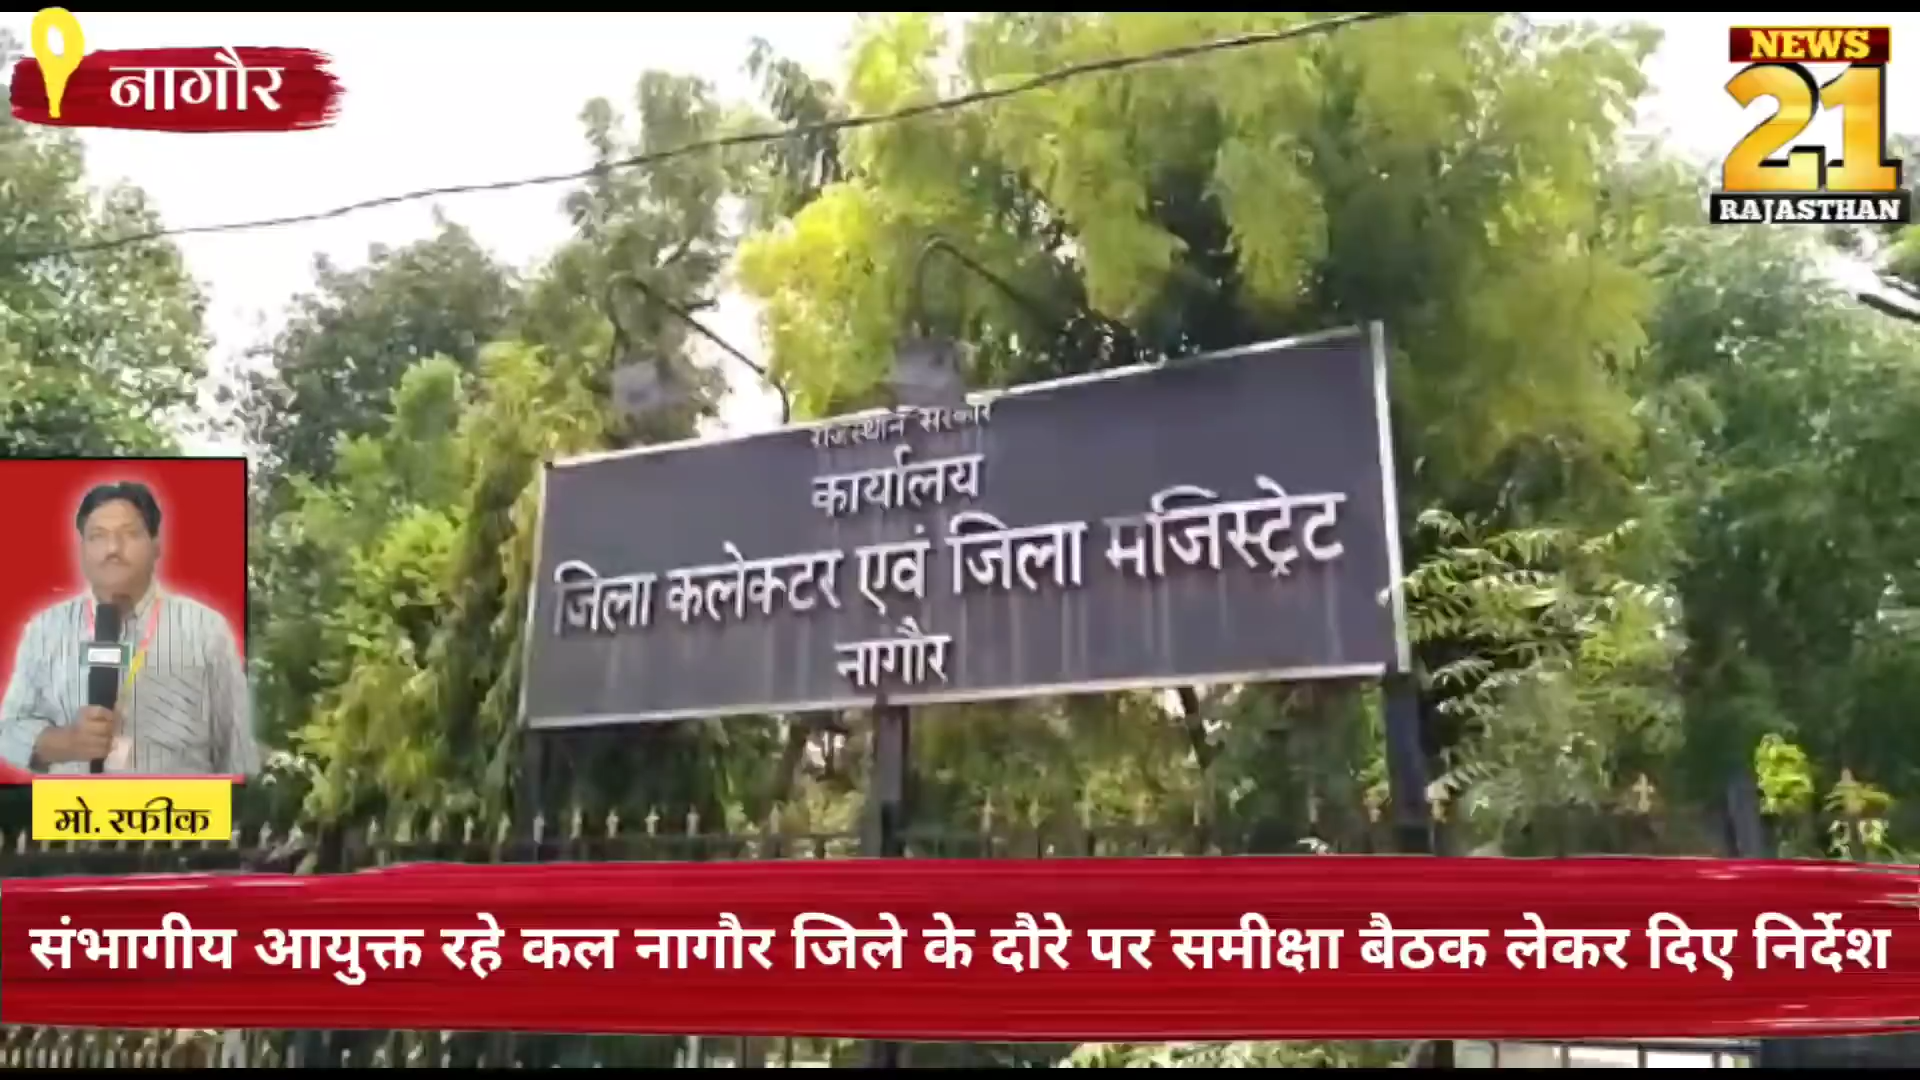 नागौर
NEWS
21
RAJASTHAN
राजस्थान सरकार
कार्यालय
जिला कलेक्टर एवं जिला मजिस्ट्रेट
नागौर
मो. रफीक
संभागीय आयुक्त रहे कल नागौर जिले के दौरे पर समीक्षा बैठक लेकर दिए निर्देश